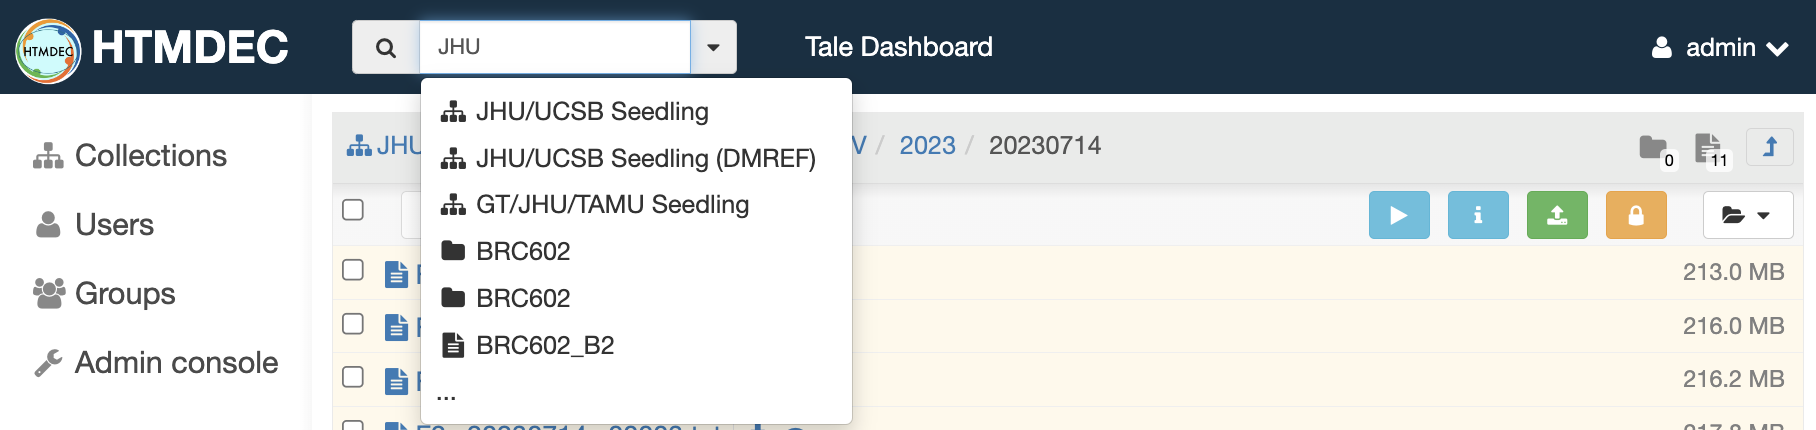 HTMDEC HTMDEC JHU Tale Dashboard admin
JHU/UCSB Seedling
JHU/UCSB Seedling (DMREF)
GT/JHU/TAMU Seedling
BRC602
BRC602
BRC602_B2
...
Collections
Users
Groups
Admin console
JHU V / 2023 / 20230714 0 11
213.0 MB
216.0 MB
216.2 MB